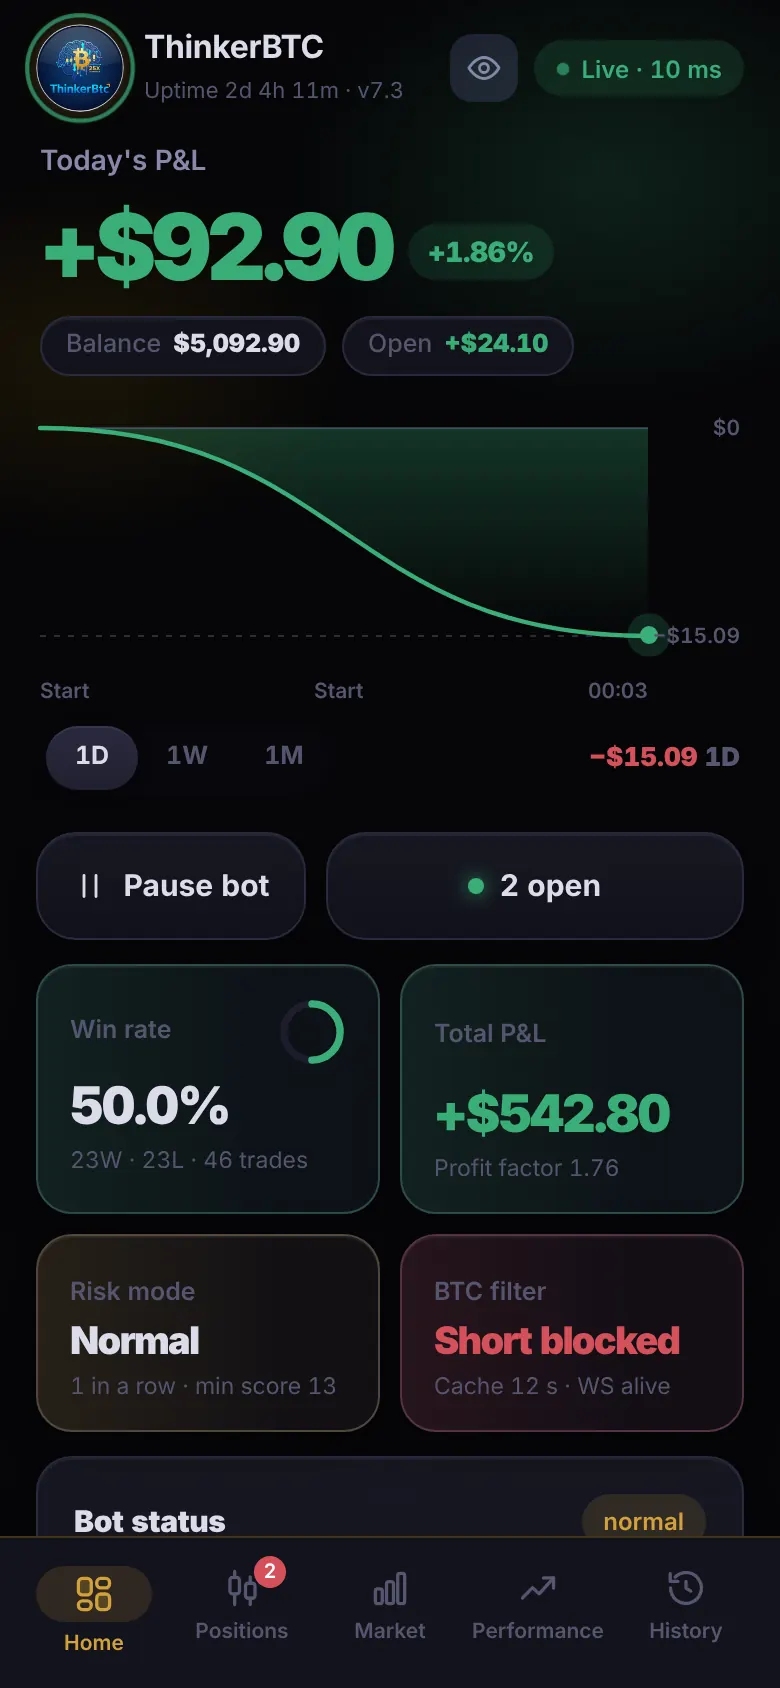 ThinkerBTC
Uptime 2d 4h 11m · v7.3
Live · 10 ms
25X
ThinkerBtc
Today's P&L
+$92.90
+1.86%
Balance $5,092.90
Open +$24.10
$0
-$15.09
Start
Start
00:03
1D
1W
1M
−$15.09 1D
Pause bot
2 open
Win rate
50.0%
23W · 23L · 46 trades
Total P&L
+$542.80
Profit factor 1.76
Risk mode
Normal
1 in a row · min score 13
BTC filter
Short blocked
Cache 12 s · WS alive
Bot status
normal
2
Home
Positions
Market
Performance
History